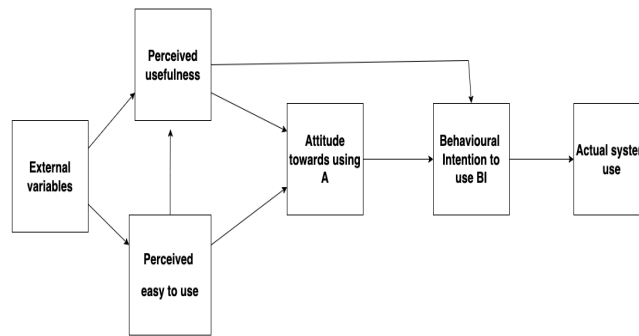 Perceived
usefulness
External
variables
Perceived
easy to use
Attitude
towards using
A
Behavioural
Intention to
use BI
Actual system
use